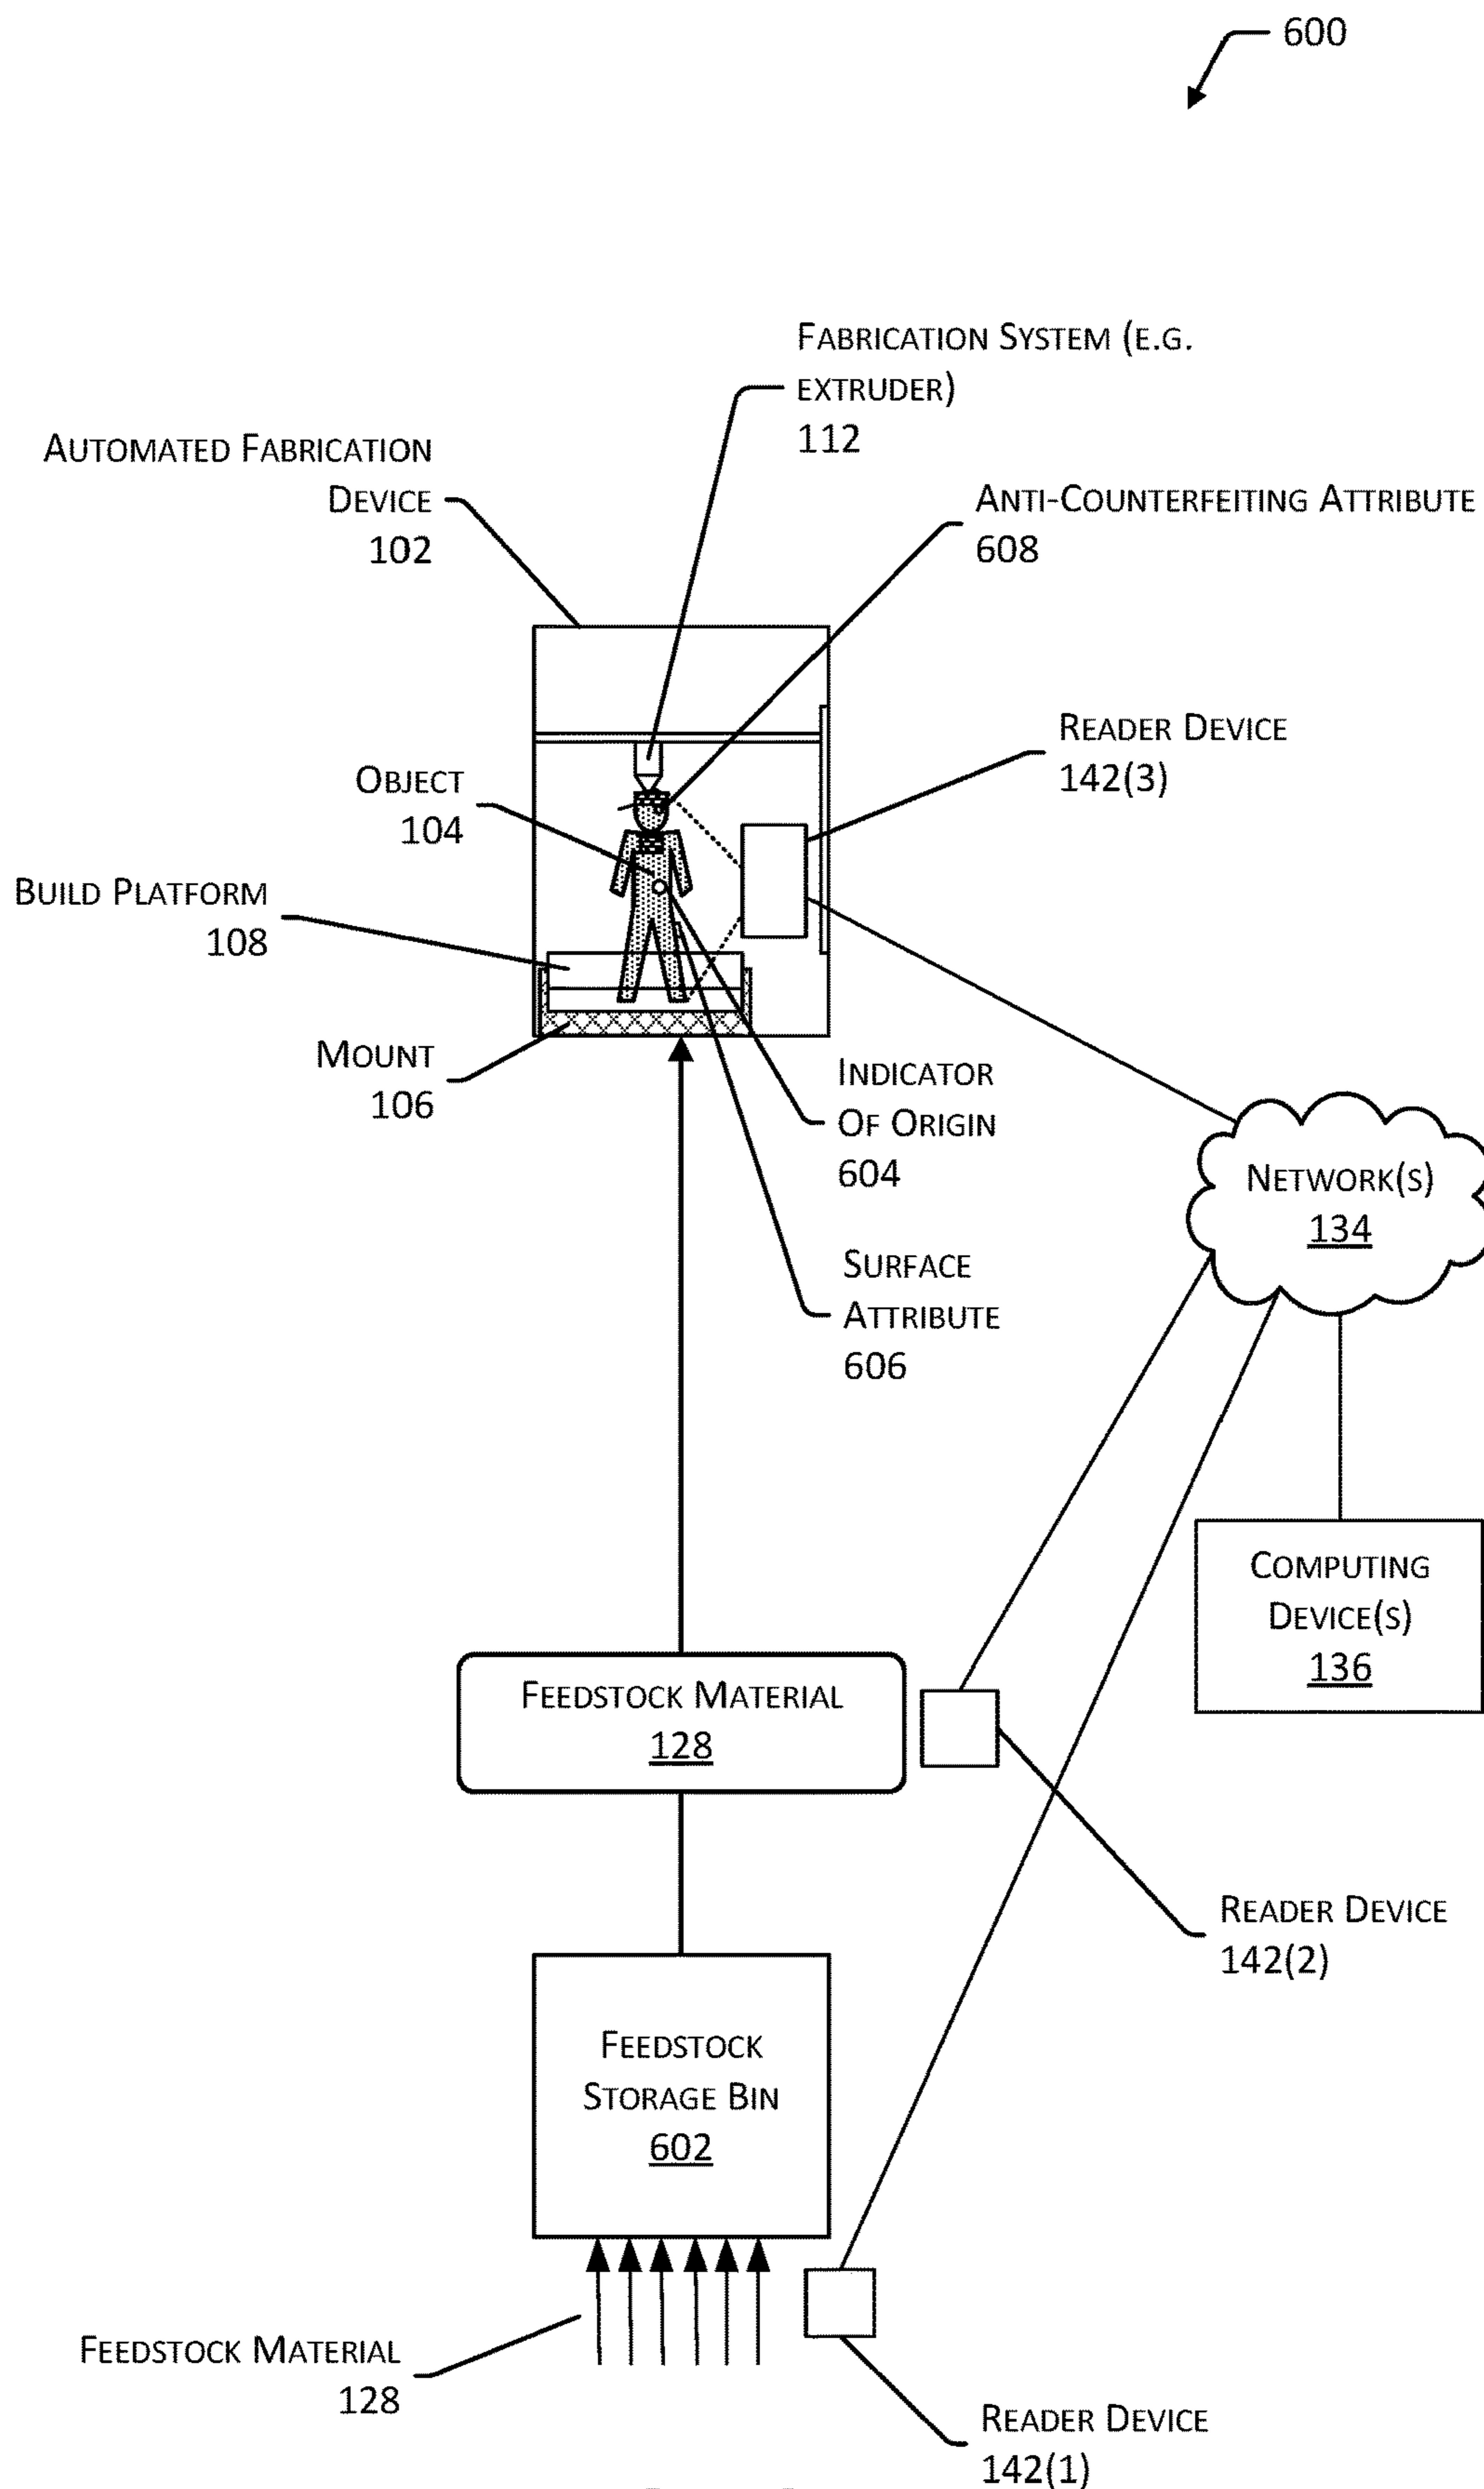 600
FABRICATION SYSTEM (E.G.
EXTRUDER)
112
AUTOMATED FABRICATION
DEVICE
102
ANTI-COUNTERFEITING ATTRIBUTE
608
READER DEVICE
142(3)
OBJECT
104
BUILD PLATFORM
108
MOUNT
106
INDICATOR
OF ORIGIN
604
SURFACE
ATTRIBUTE
606
NETWORK(S)
134
COMPUTING
DEVICE(S)
136
FEEDSTOCK MATERIAL
128
READER DEVICE
142(2)
FEEDSTOCK
STORAGE BIN
602
FEEDSTOCK MATERIAL
128
READER DEVICE
142(1)